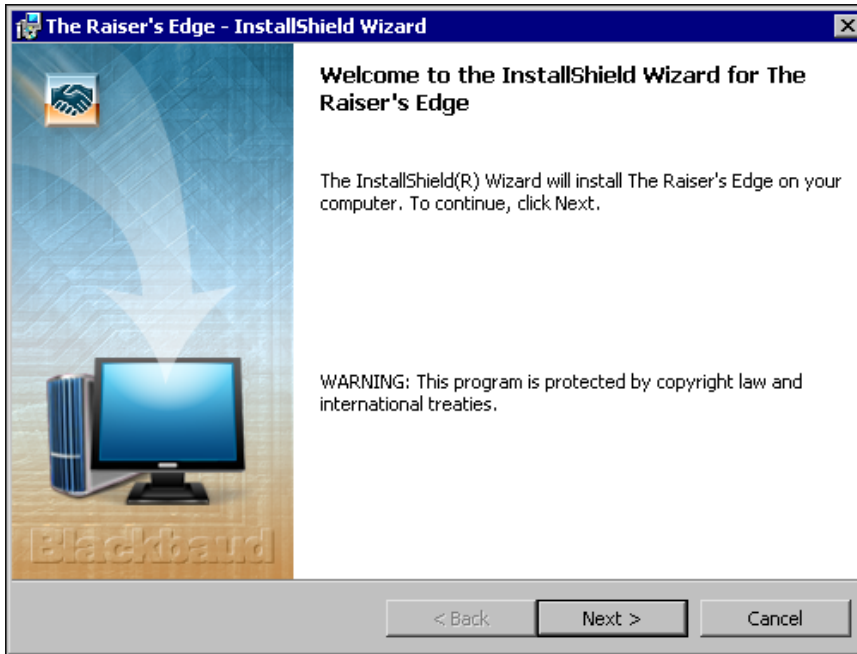 The Raiser's Edge - InstallShield Wizard
Welcome to the InstallShield Wizard for The
Raiser's Edge
The InstallShield(R) Wizard will install The Raiser's Edge on your
computer. To continue, click Next.
WARNING: This program is protected by copyright law and
international treaties.
Blackbaud
< Back
Next >
Cancel